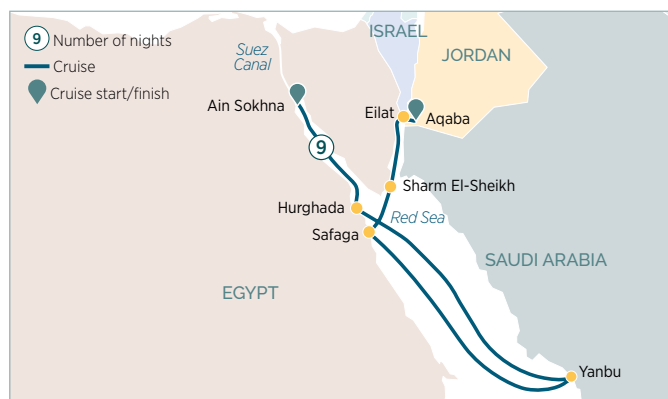 9 Number of nights
Cruise
Cruise start/finish
Suez
Canal
ISRAEL
JORDAN
Ain Sokhna
Eilat
Aqaba
9
Sharm El-Sheikh
Hurghada
Red Sea
Safaga
SAUDI ARABIA
EGYPT
Yanbu